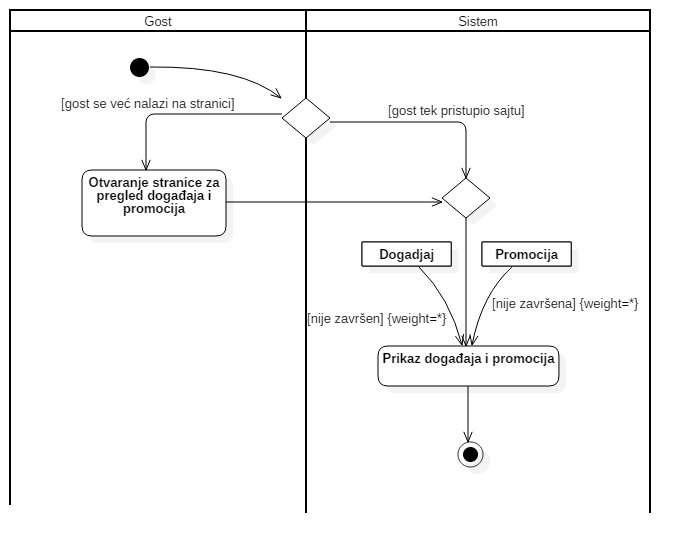 Gost
Sistem
[gost se već nalazi na stranici]
[gost tek pristupio sajtu]
Otvaranje stranice za
pregled događaja i
promocija
Dogadjaj
Promocija
[nije završen] {weight=*}
[nije završena] {weight=*}
Prikaz događaja i promocija